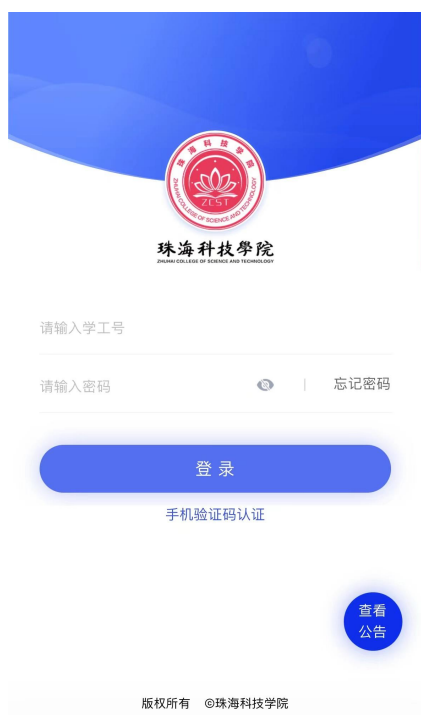 珠海科技學院
ZHUHAI COLLEGE OF SCIENCE AND TECHNOLOGY
ZCST
珠海科技學院
ZHUHAI COLLEGE OF SCIENCE AND TECHNOLOGY
请输入学工号
请输入密码 | 忘记密码
登录
手机验证码认证
查看
公告
版权所有 ©珠海科技学院